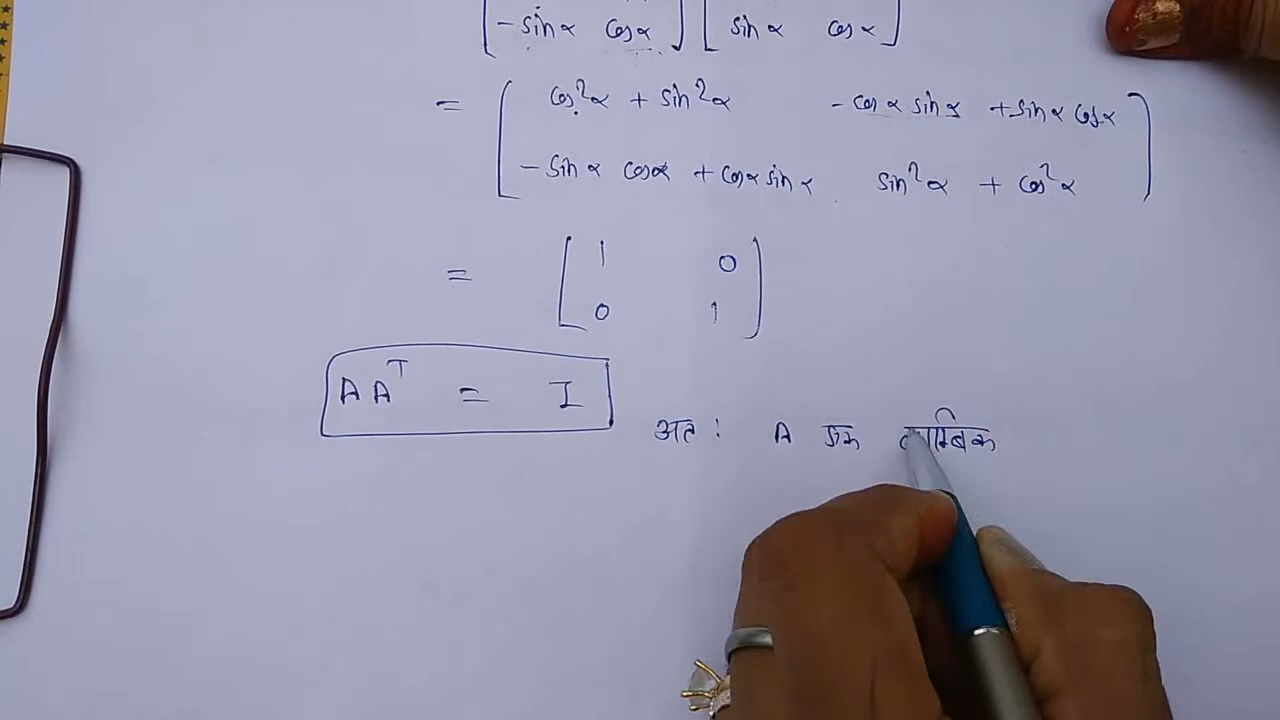 -sinα cosα sinα cosα
= cos²α + sin²α -cosα sinα + sinα cosα
-sinα cosα + cosα sinα sin²α + cos²α
= 1 0
0 1
AAᵀ = I
अत: A एक लाम्बिक